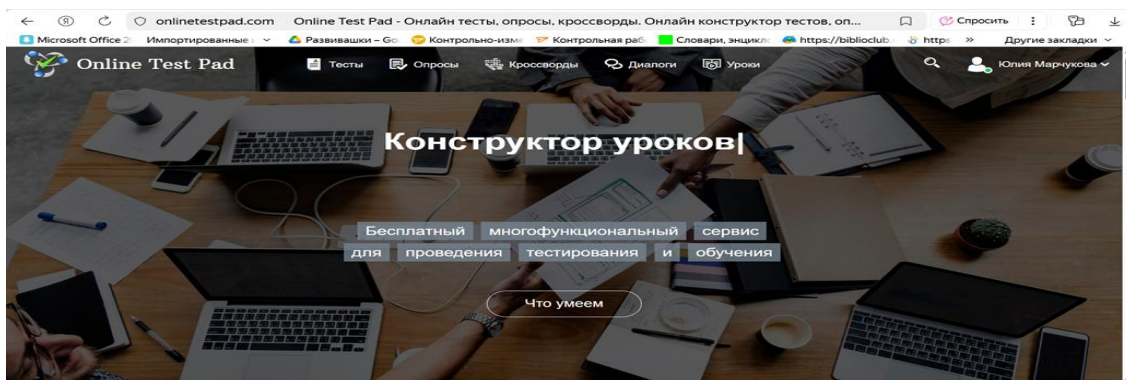 onlinetestpad.com Online Test Pad - Онлайн тесты, опросы, кроссворды. Онлайн конструктор тестов, оп... Спросить
Microsoft Office 2 Импортированные Развивашки – Go Контрольно-изме Контрольная раб Словари, энцикл https://biblioclub. https » Другие закладки
Online Test Pad Тесты Опросы Кроссворды Диалоги Уроки Юлия Марчукова
Конструктор уроков|
Бесплатный многофункциональный сервис
для проведения тестирования и обучения
Что умеем